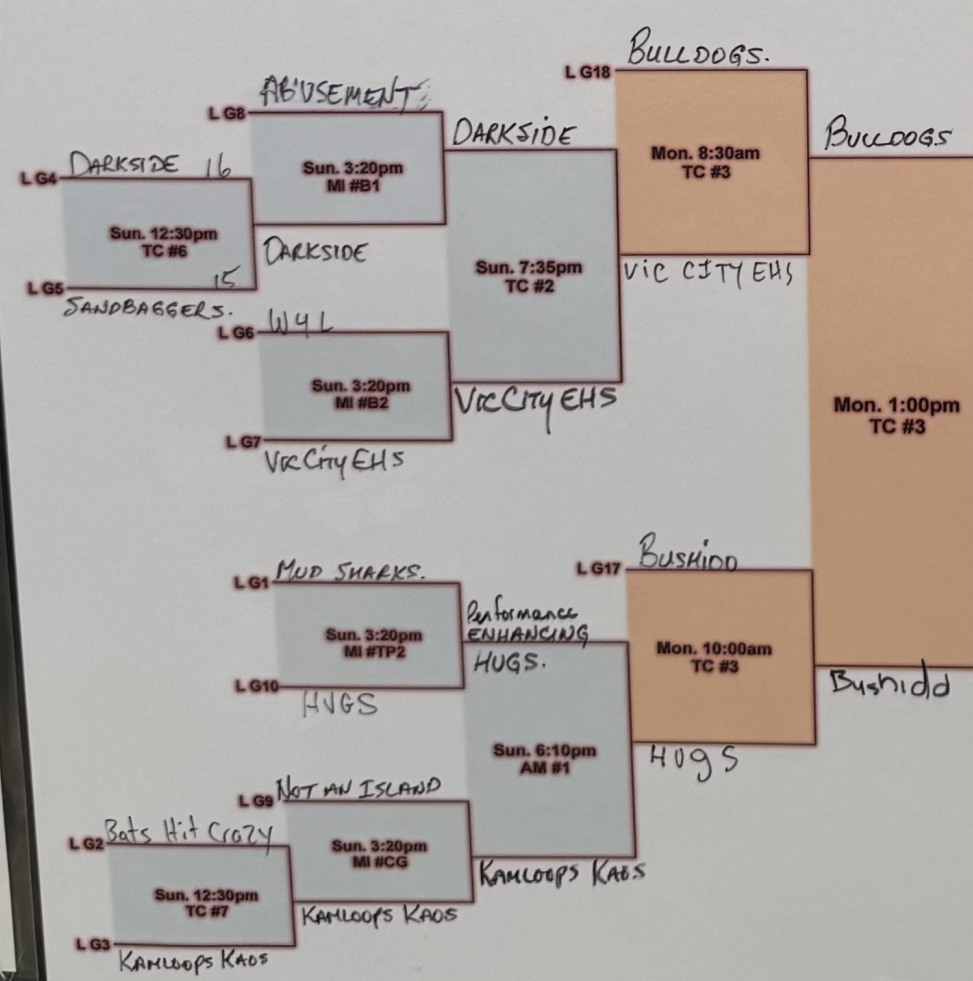 BULLDOGS.
L G18
ABUSEMENT
L G8
DARKSIDE
BULLDOGS
Mon. 8:30am
TC #3
DARKSIDE 16
L G4
Sun. 3:20pm
MI #B1
Sun. 12:30pm
TC #6
DARKSIDE
15
L G5
SANDBAGGERS.
Sun. 7:35pm
TC #2
VIC CITY EHS
L G6
W4L
Sun. 3:20pm
MI #B2
VIC CITY EHS
L G7
VIC CITY EHS
Mon. 1:00pm
TC #3
BUSHIDO
L G17
MUD SHARKS.
L G1
Performance
ENHANCING
HUGS.
Sun. 3:20pm
MI #TP2
Mon. 10:00am
TC #3
L G10
HUGS
Bushido
Sun. 6:10pm
AM #1
HUgS
NOT AN ISLAND
L G9
Bats Hit Crazy
L G2
Sun. 3:20pm
MI #CG
KAMLOOPS KAOS
Sun. 12:30pm
TC #7
KAMLOOPS KAOS
L G3
KAMLOOPS KAOS